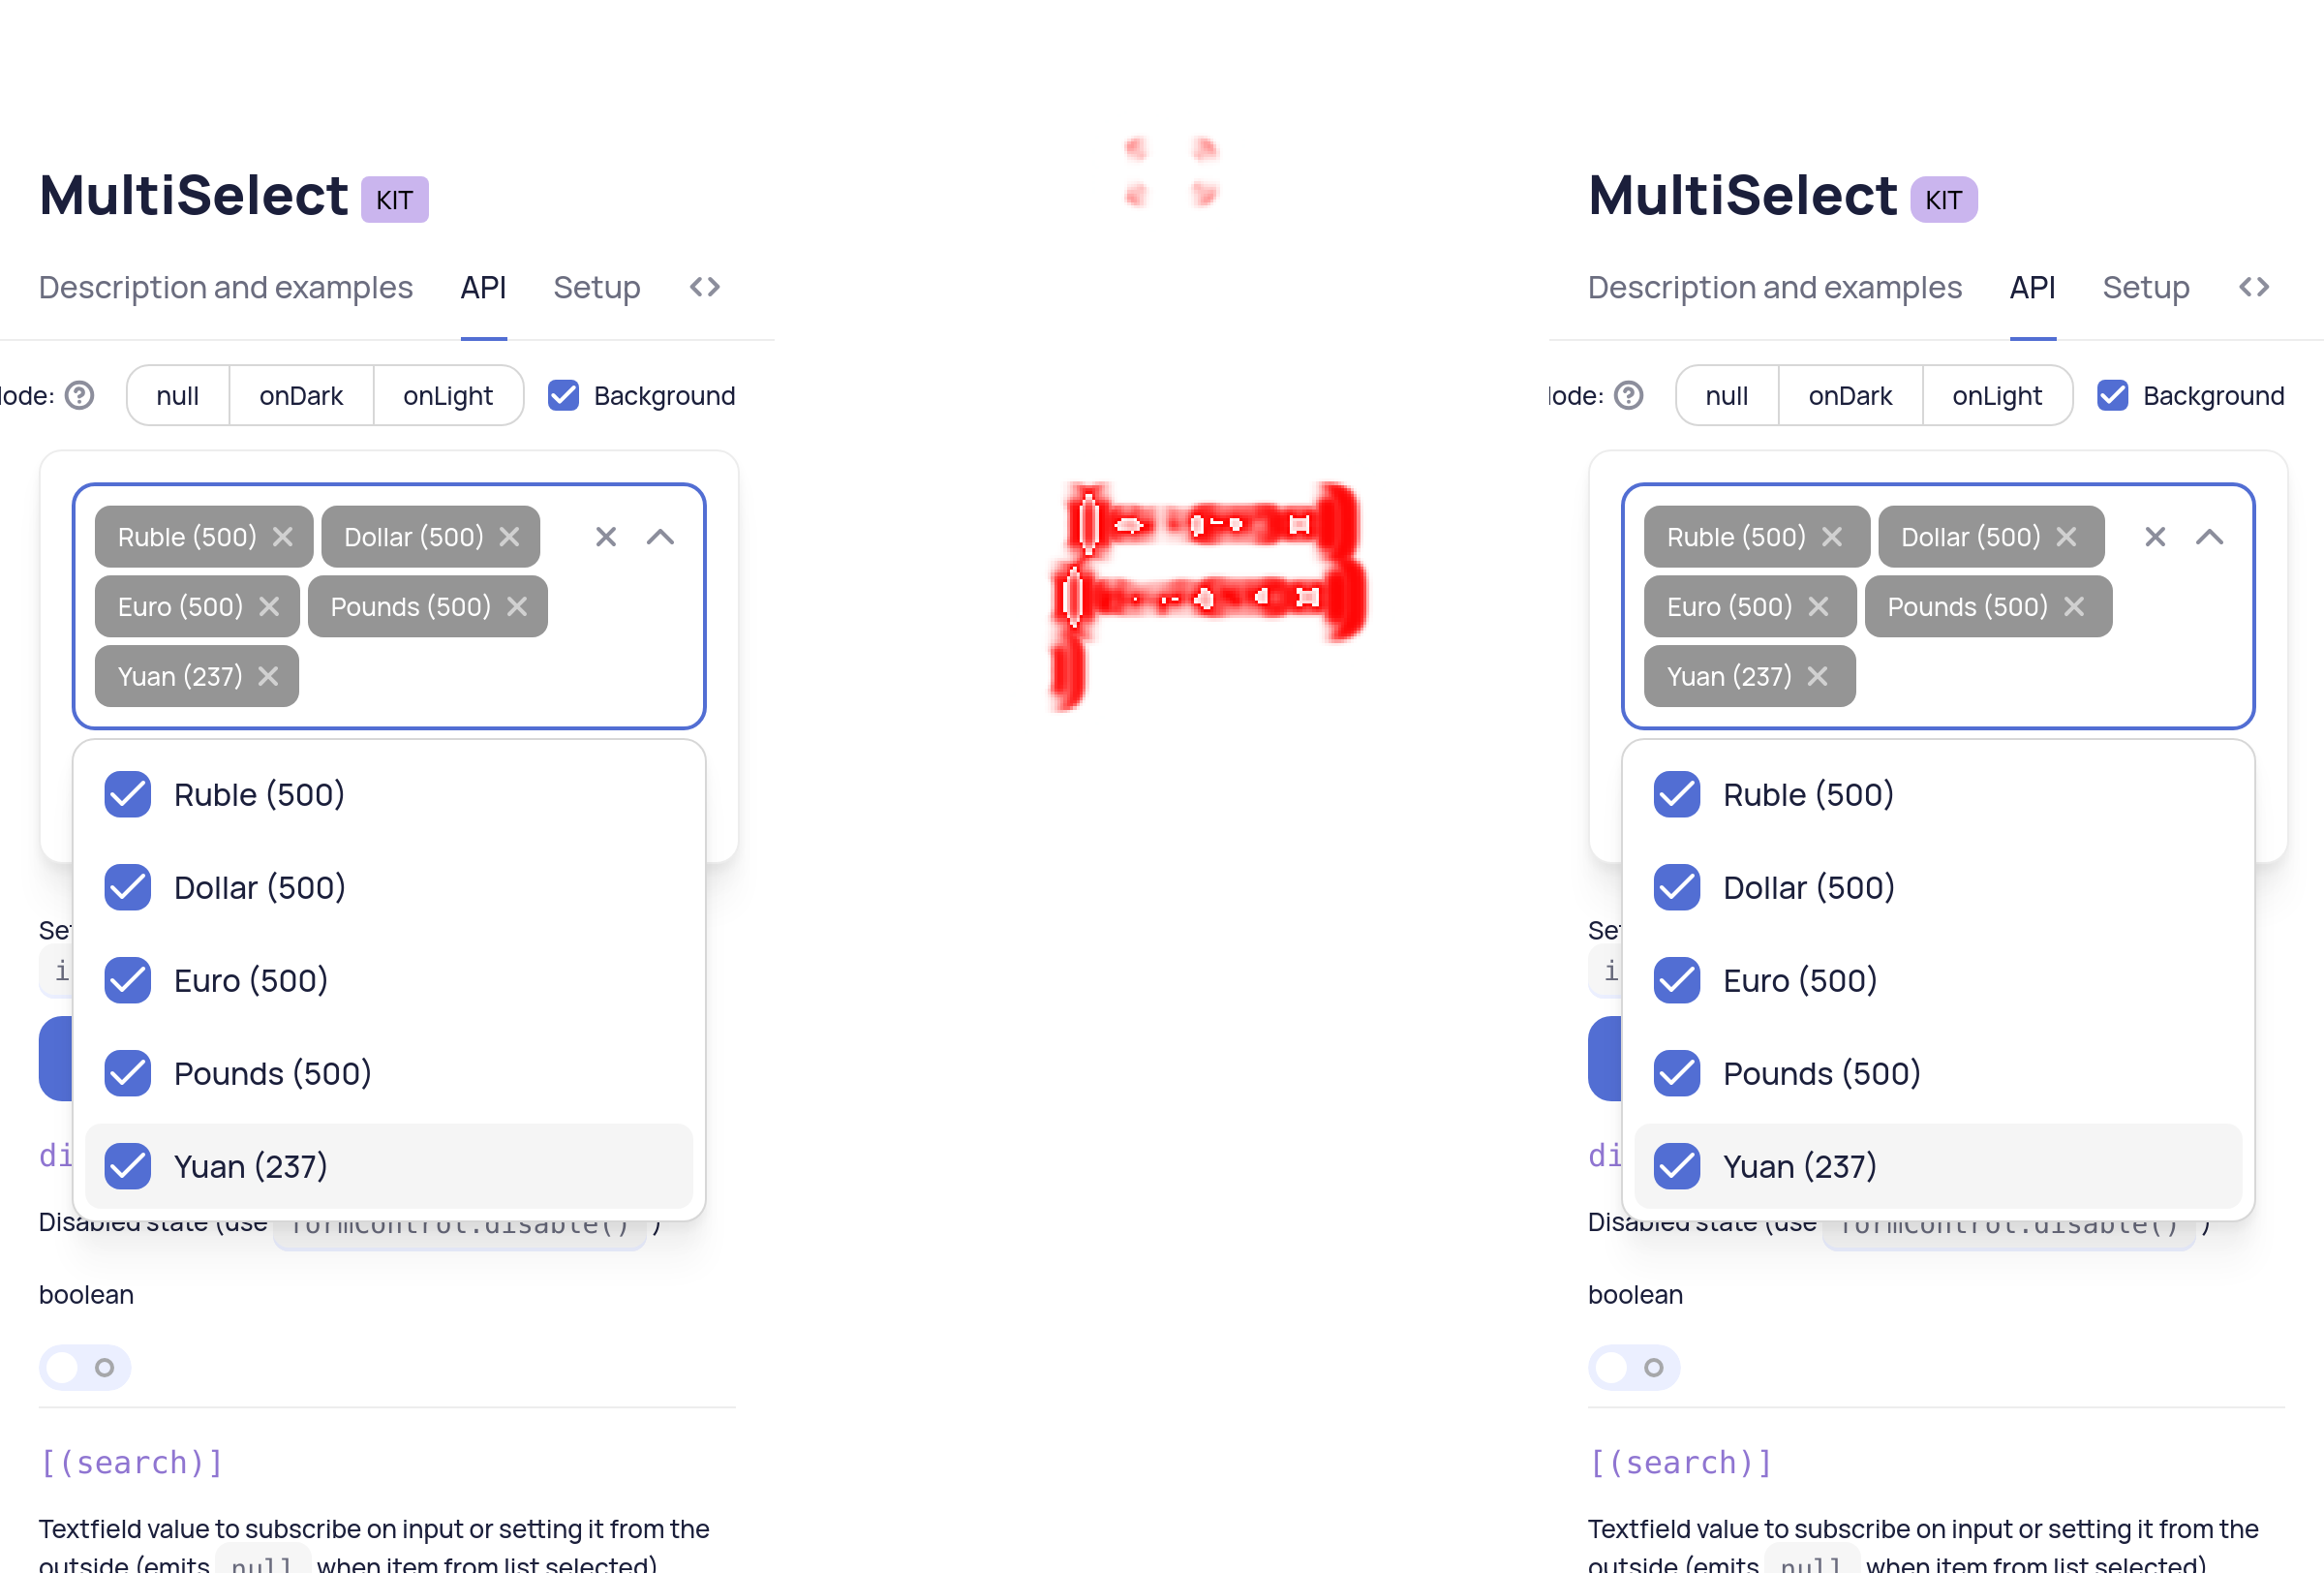 MultiSelect KIT
Description and examples API Setup
ode: null onDark onLight Background
Ruble (500) Dollar (500)
Euro (500) Pounds (500)
Yuan (237)
Ruble (500)
Dollar (500)
Euro (500)
Pounds (500)
Yuan (237)
Set
i
di
Disabled state (use formControl.disable() )
boolean
[(search)]
Textfield value to subscribe on input or setting it from the
outside (emits null when item from list selected)
MultiSelect KIT
Description and examples API Setup
ode: null onDark onLight Background
Ruble (500) Dollar (500)
Euro (500) Pounds (500)
Yuan (237)
Ruble (500)
Dollar (500)
Euro (500)
Pounds (500)
Yuan (237)
Set
i
di
Disabled state (use formControl.disable() )
boolean
[(search)]
Textfield value to subscribe on input or setting it from the
outside (emits null when item from list selected)